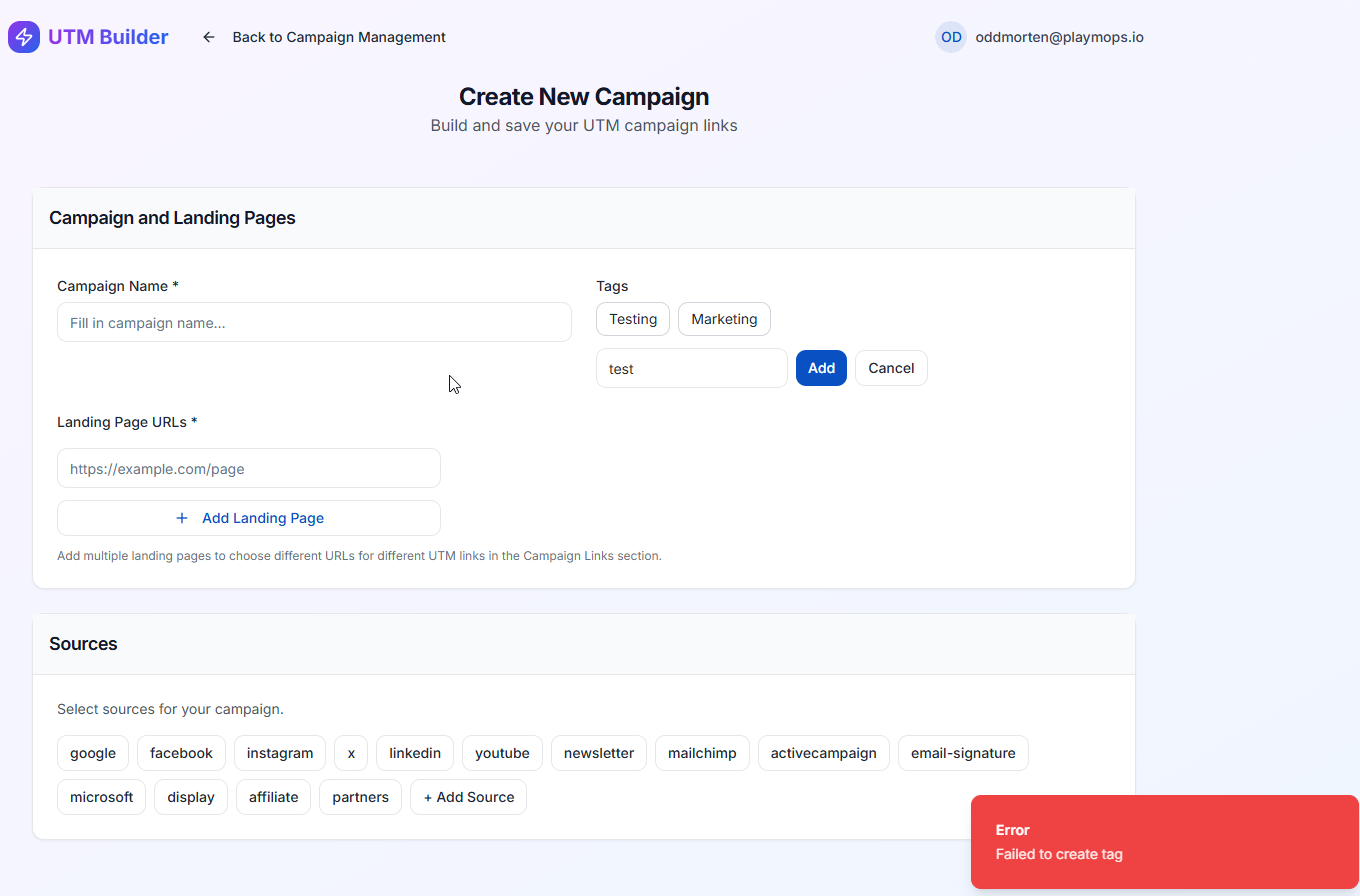 UTM Builder
Back to Campaign Management
OD oddmorten@playmops.io
Create New Campaign
Build and save your UTM campaign links
Campaign and Landing Pages
Campaign Name *
Fill in campaign name...
Tags
Testing Marketing
test Add Cancel
Landing Page URLs *
https://example.com/page
+ Add Landing Page
Add multiple landing pages to choose different URLs for different UTM links in the Campaign Links section.
Sources
Select sources for your campaign.
google facebook instagram x linkedin youtube newsletter mailchimp activecampaign email-signature
microsoft display affiliate partners + Add Source
Error
Failed to create tag